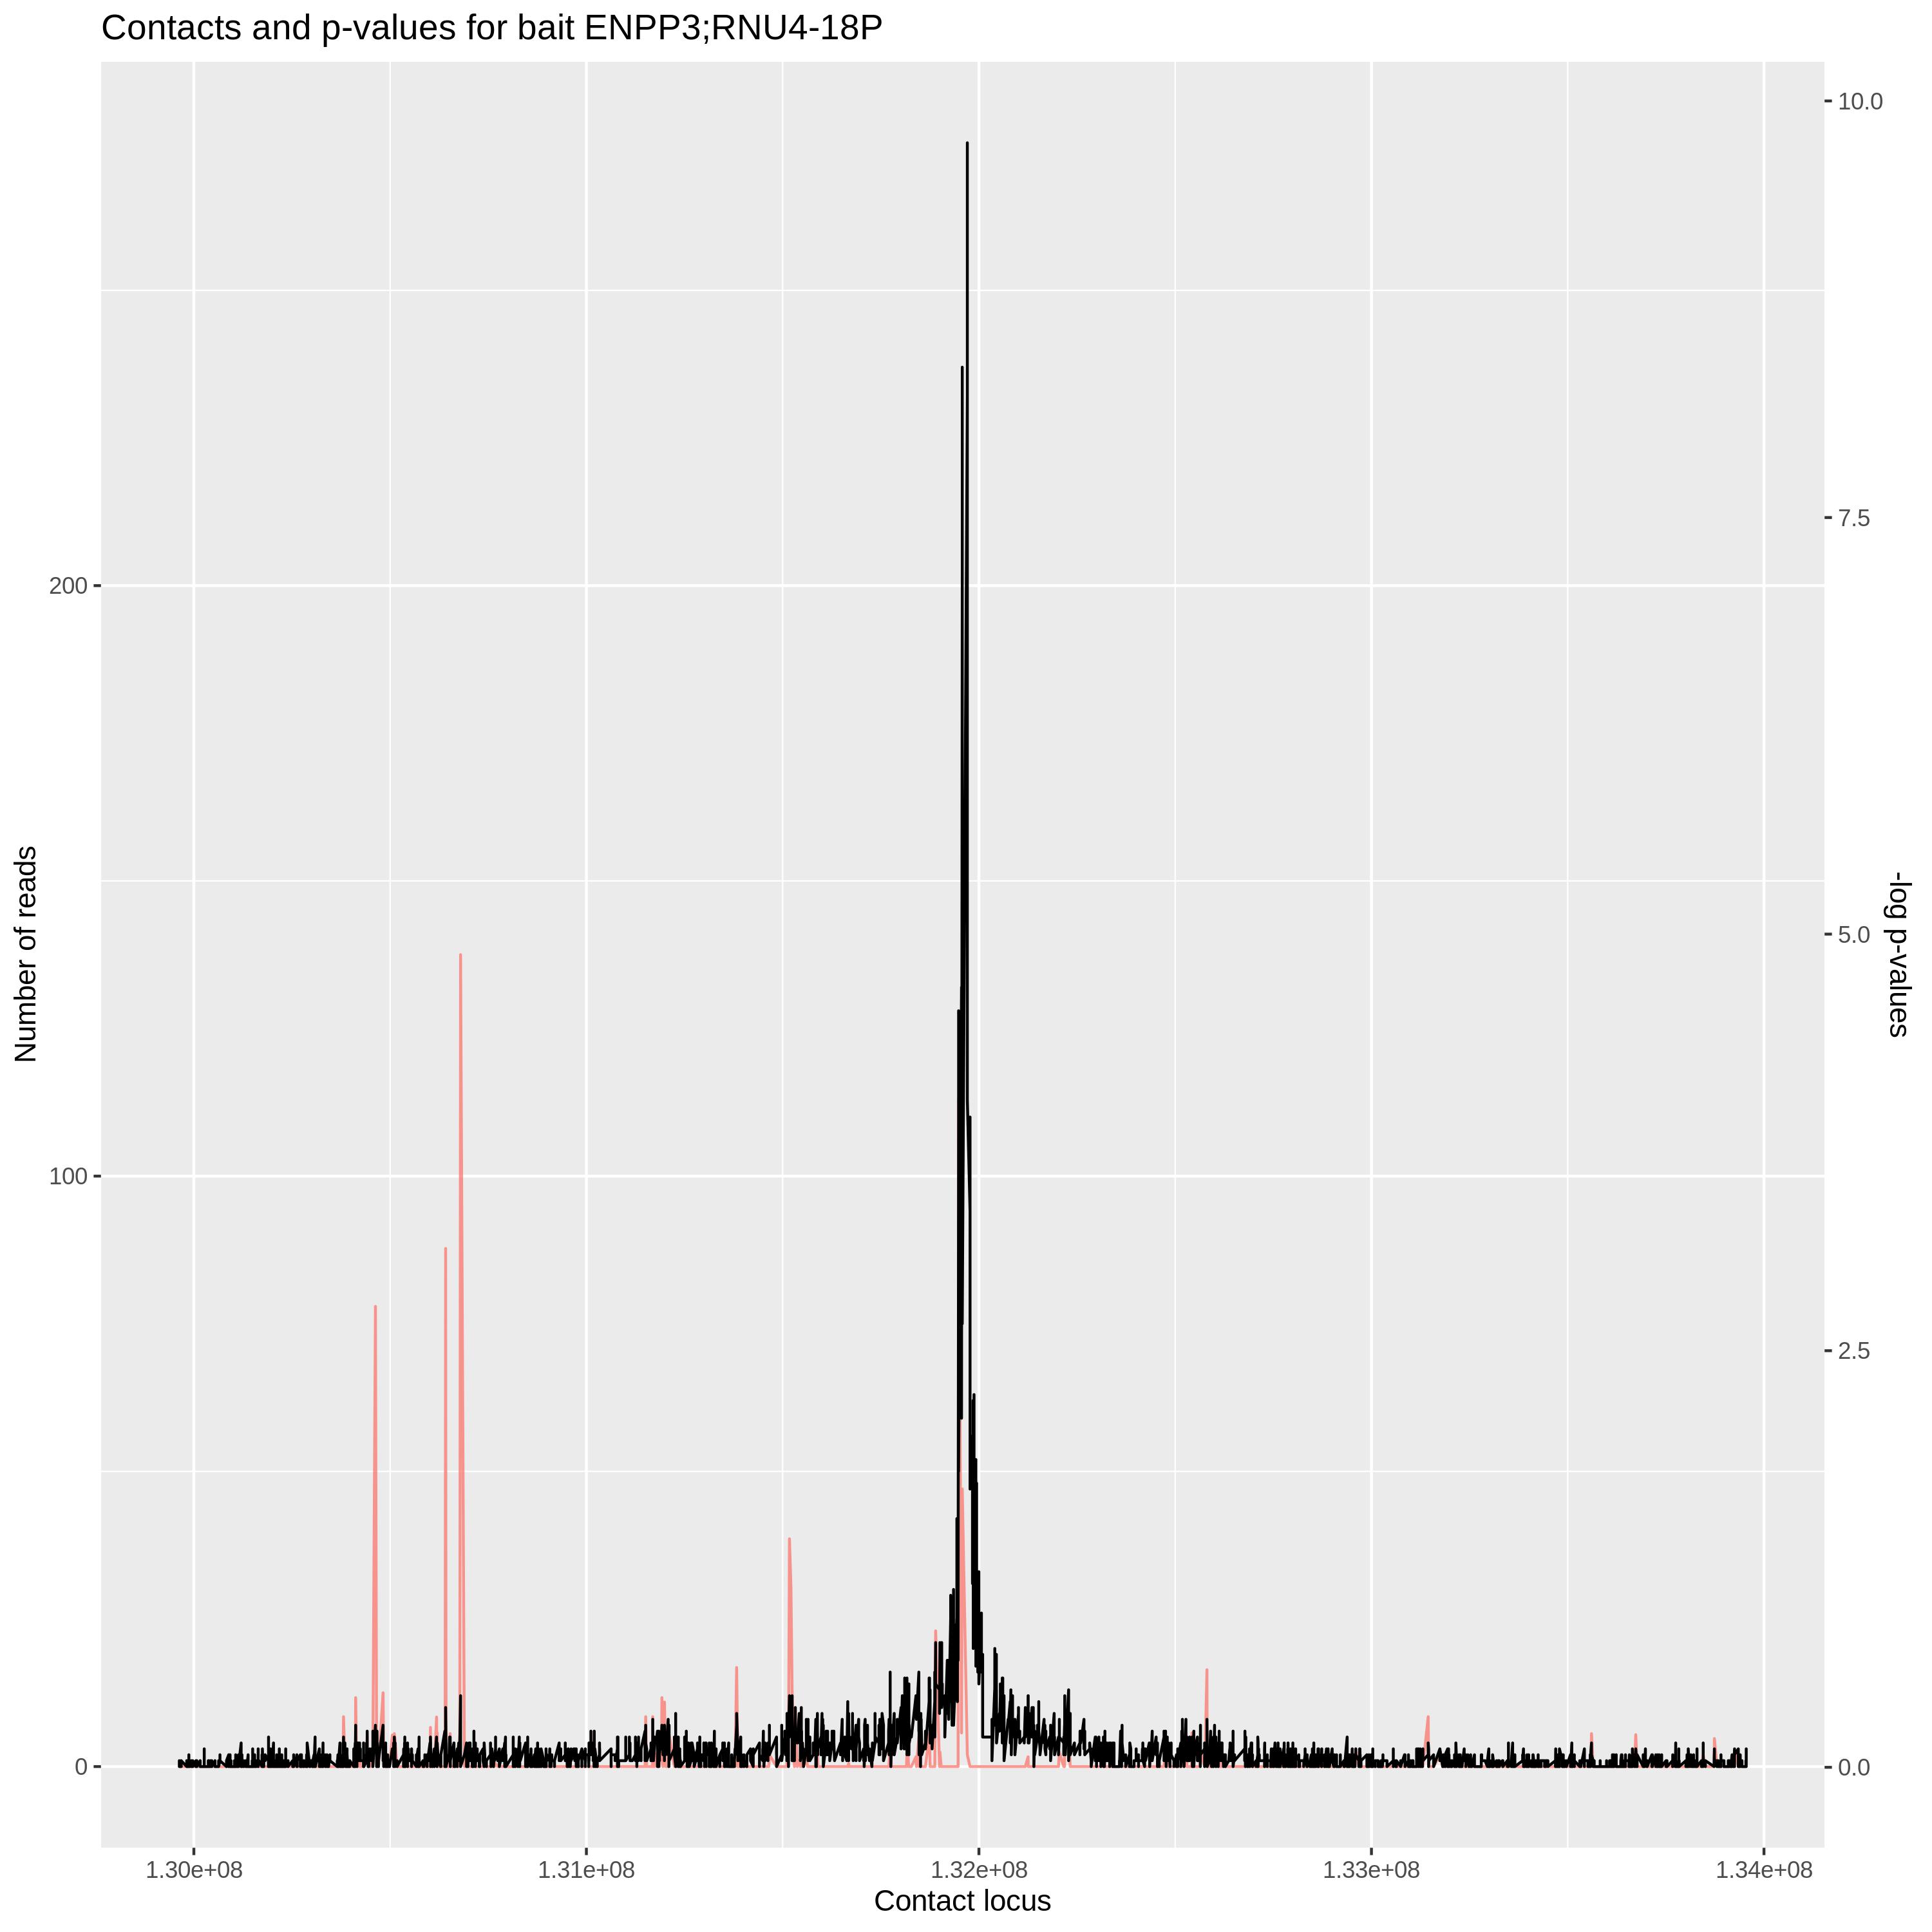 Contacts and p-values for bait ENPP3;RNU4-18P
10.0
7.5
200
5.0
Number of reads
-log p-values
100
2.5
0
0.0
1.30e+08
1.31e+08
1.32e+08
1.33e+08
1.34e+08
Contact locus